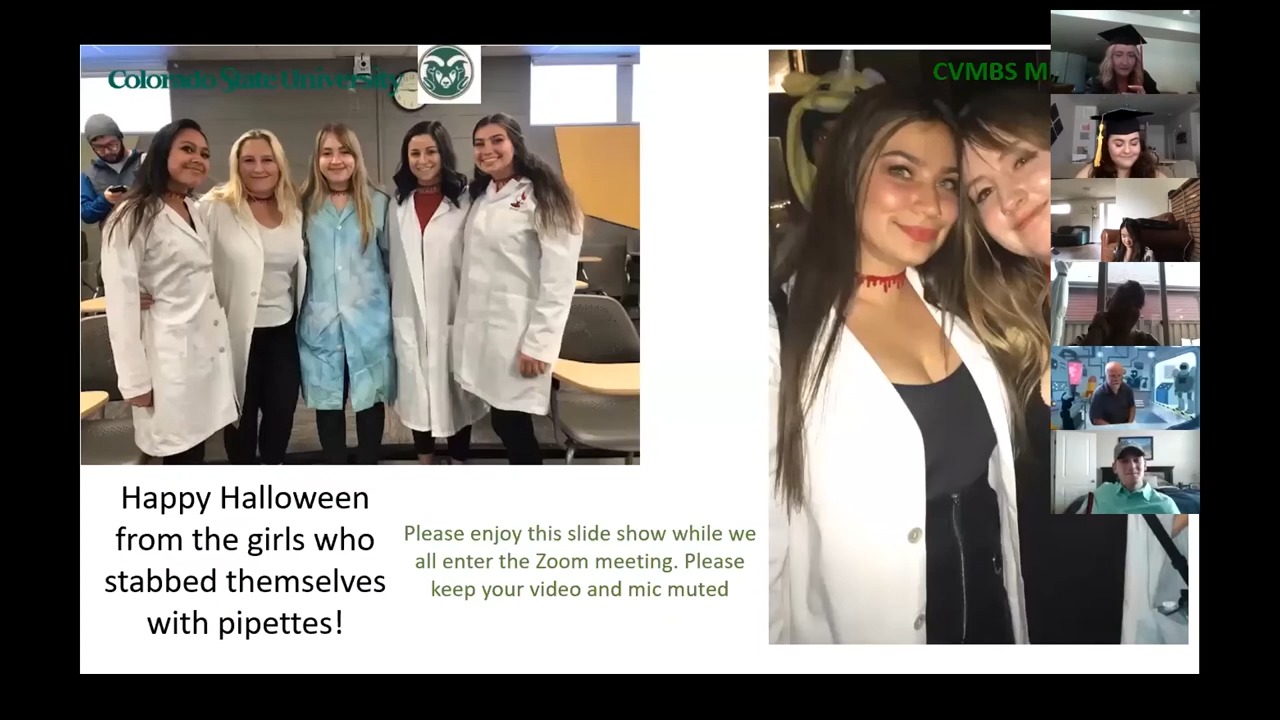 Colorado State University
CVMBS M
Happy Halloween
from the girls who
stabbed themselves
with pipettes!
Please enjoy this slide show while we
all enter the Zoom meeting. Please
keep your video and mic muted